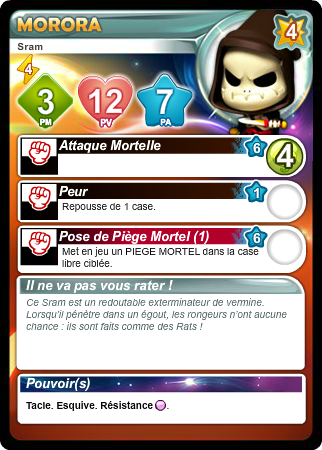 MORORA
4
Sram
4
3 12 7
PM PV PA
Attaque Mortelle 6 4
Peur 1
Repousse de 1 case.
Pose de Piège Mortel (1) 6
Met en jeu un PIEGE MORTEL dans la case
libre ciblée.
Il ne va pas vous rater !
Ce Sram est un redoutable exterminateur de vermine.
Lorsqu'il pénètre dans un égout, les rongeurs n'ont aucune
chance : ils sont faits comme des Rats !
Pouvoir(s)
Tacle. Esquive. Résistance .